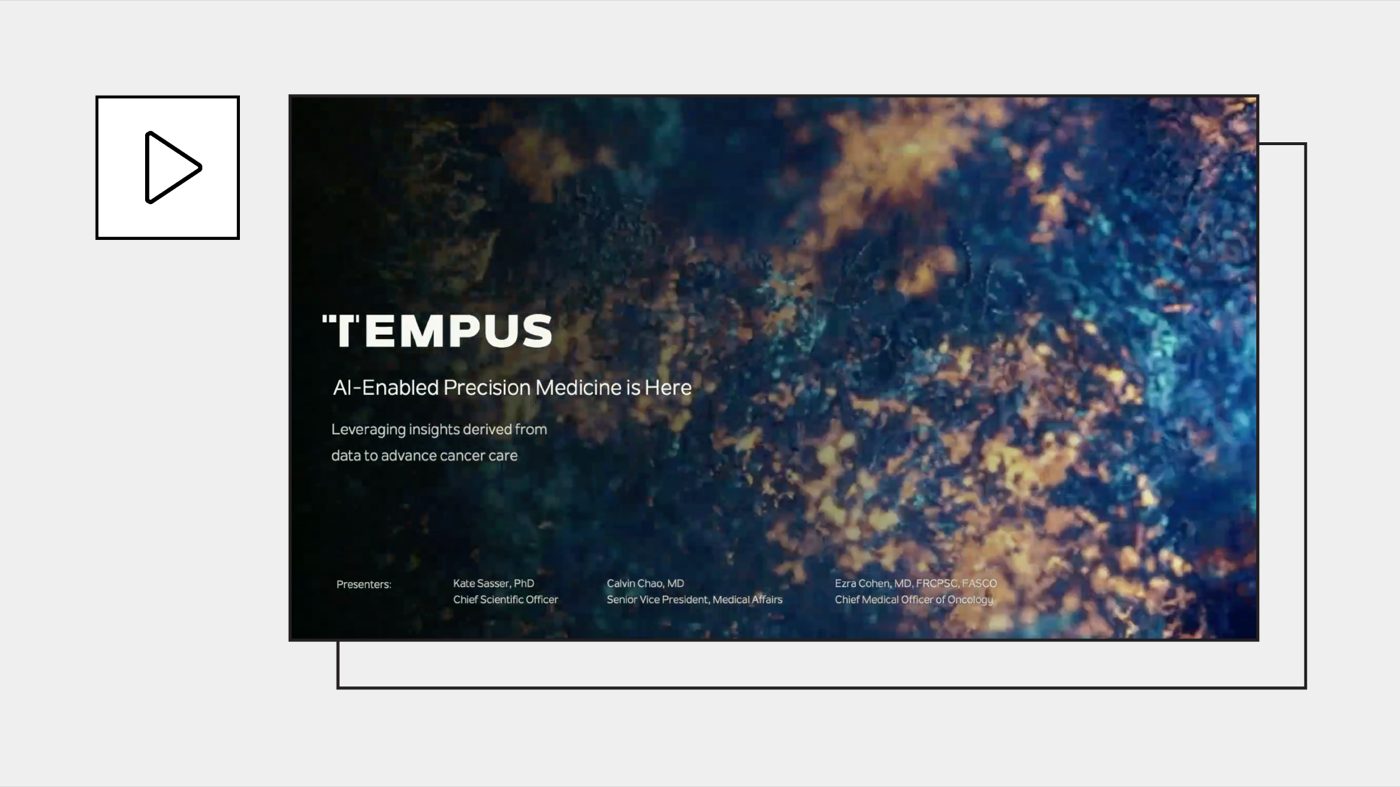 TEMPUS
AI-Enabled Precision Medicine is Here
Leveraging insights derived from
data to advance cancer care
Presenters:
Kate Sasser, PhD
Chief Scientific Officer
Calvin Chao, MD
Senior Vice President, Medical Affairs
Ezra Cohen, MD, FRCPSC, FASCO
Chief Medical Officer of Oncology